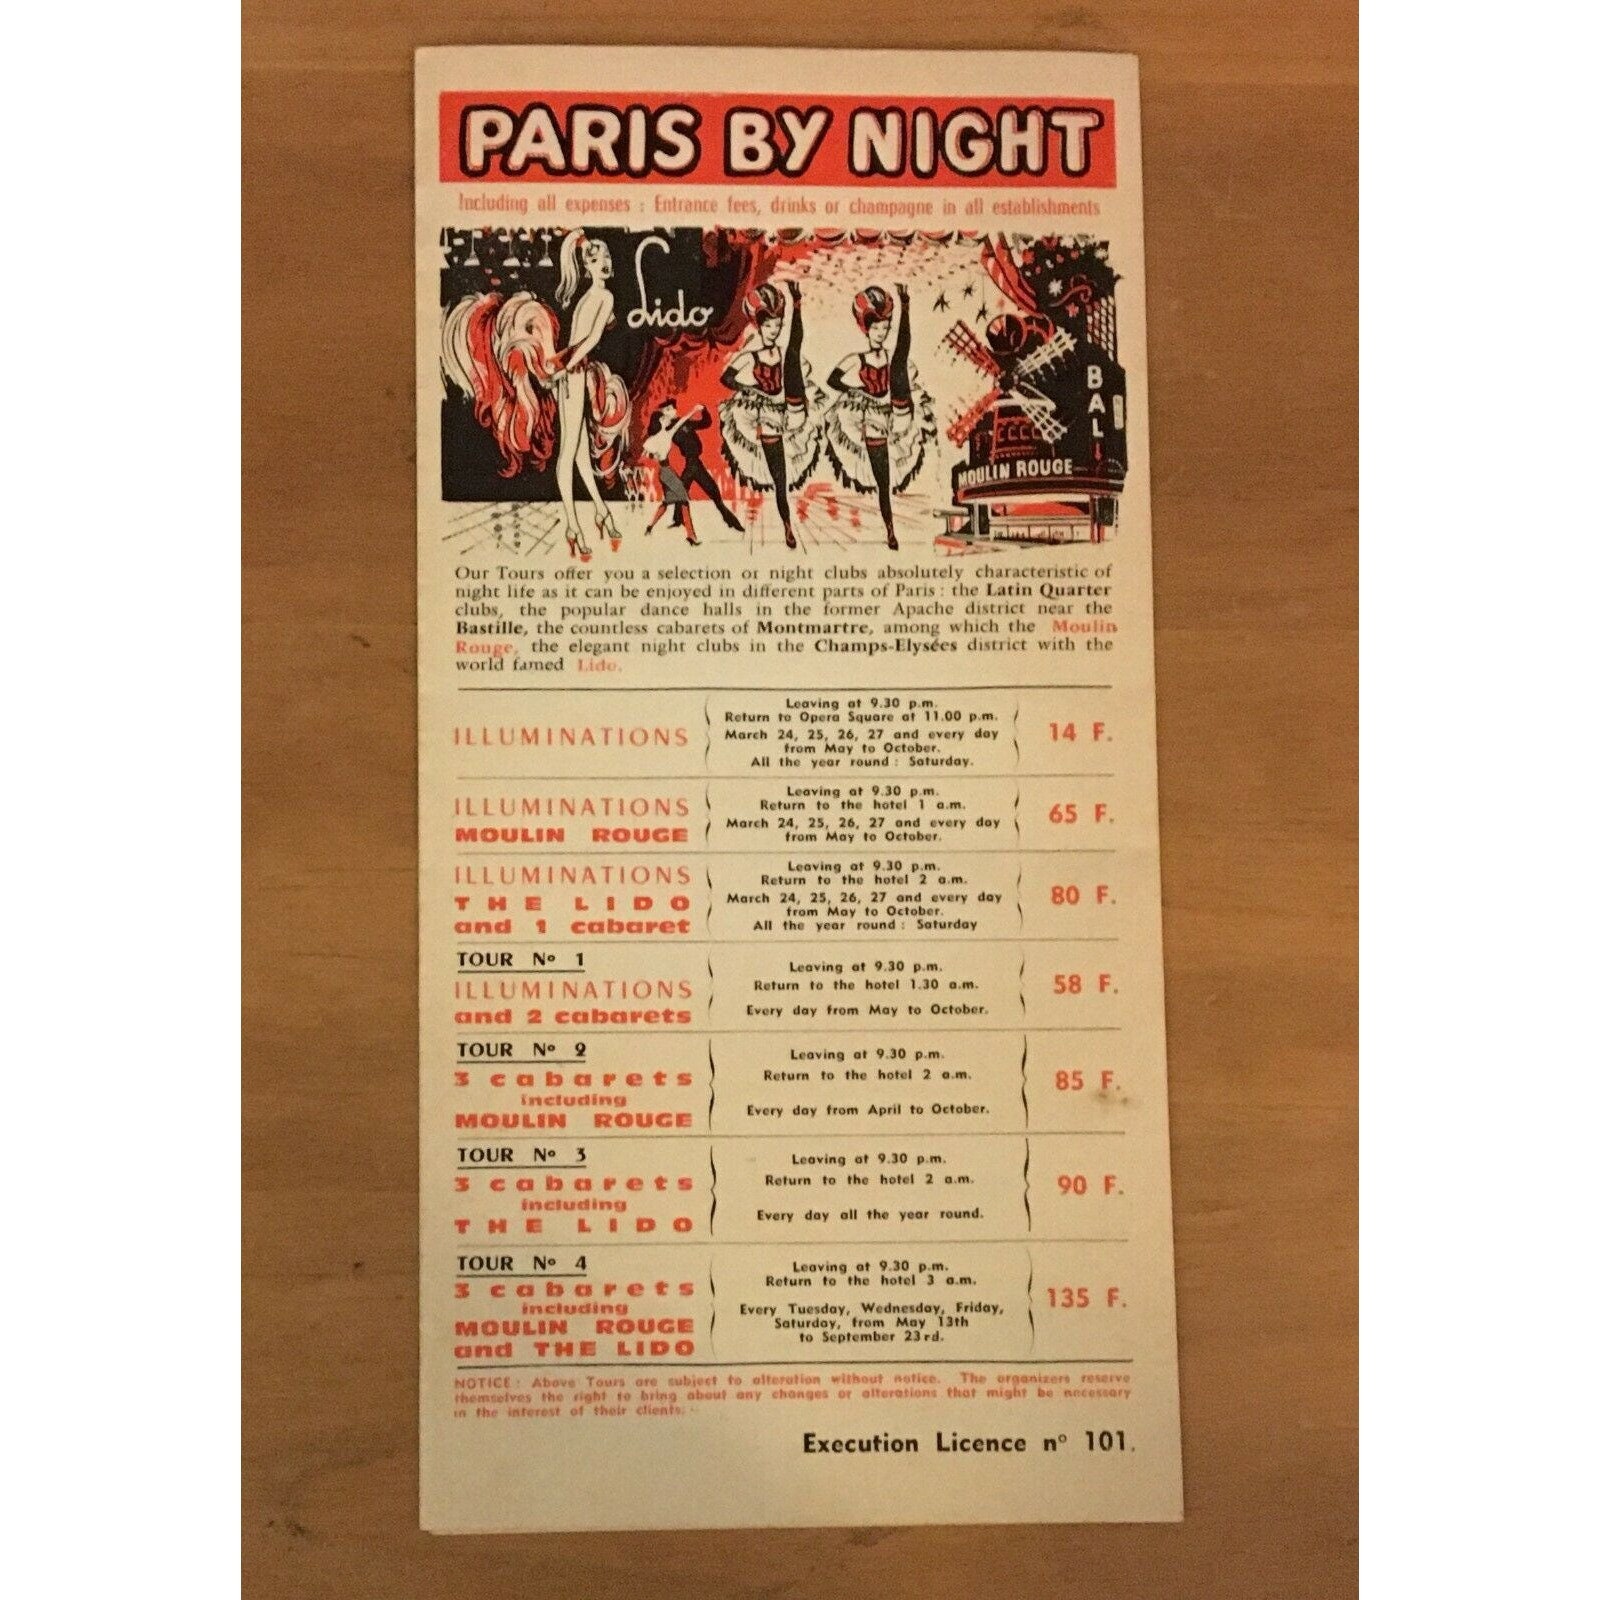 PARIS BY NIGHT
Including all expenses : Entrance fees, drinks or champagne in all establishments
Lido
BAL
MOULIN ROUGE
Our Tours offer you a selection of night clubs absolutely characteristic of
night life as it can be enjoyed in different parts of Paris : the Latin Quarter
clubs, the popular dance halls in the former Apache district near the
Bastille, the countless cabarets of Montmartre, among which the Moulin
Rouge, the elegant night clubs in the Champs-Elysées district with the
world famed Lido.
ILLUMINATIONS
Leaving at 9.30 p.m.
Return to Opera Square at 11.00 p.m.
March 24, 25, 26, 27 and every day
from May to October.
All the year round : Saturday.
14 F.
ILLUMINATIONS
MOULIN ROUGE
Leaving at 9.30 p.m.
Return to the hotel 1 a.m.
March 24, 25, 26, 27 and every day
from May to October.
65 F.
ILLUMINATIONS
THE LIDO
and 1 cabaret
Leaving at 9.30 p.m.
Return to the hotel 2 a.m.
March 24, 25, 26, 27 and every day
from May to October.
All the year round : Saturday
80 F.
TOUR No 1
ILLUMINATIONS
and 2 cabarets
Leaving at 9.30 p.m.
Return to the hotel 1.30 a.m.
Every day from May to October.
58 F.
TOUR No 2
3 cabarets
including
MOULIN ROUGE
Leaving at 9.30 p.m.
Return to the hotel 2 a.m.
Every day from April to October.
85 F.
TOUR No 3
3 cabarets
including
THE LIDO
Leaving at 9.30 p.m.
Return to the hotel 2 a.m.
Every day all the year round.
90 F.
TOUR No 4
3 cabarets
including
MOULIN ROUGE
and THE LIDO
Leaving at 9.30 p.m.
Return to the hotel 3 a.m.
Every Tuesday, Wednesday, Friday,
Saturday, from May 13th
to September 23rd.
135 F.
NOTICE : Above Tours are subject to alteration without notice. The organizers reserve
themselves the right to bring about any changes or alterations that might be necessary
in the interest of their clients.
Execution Licence n° 101.